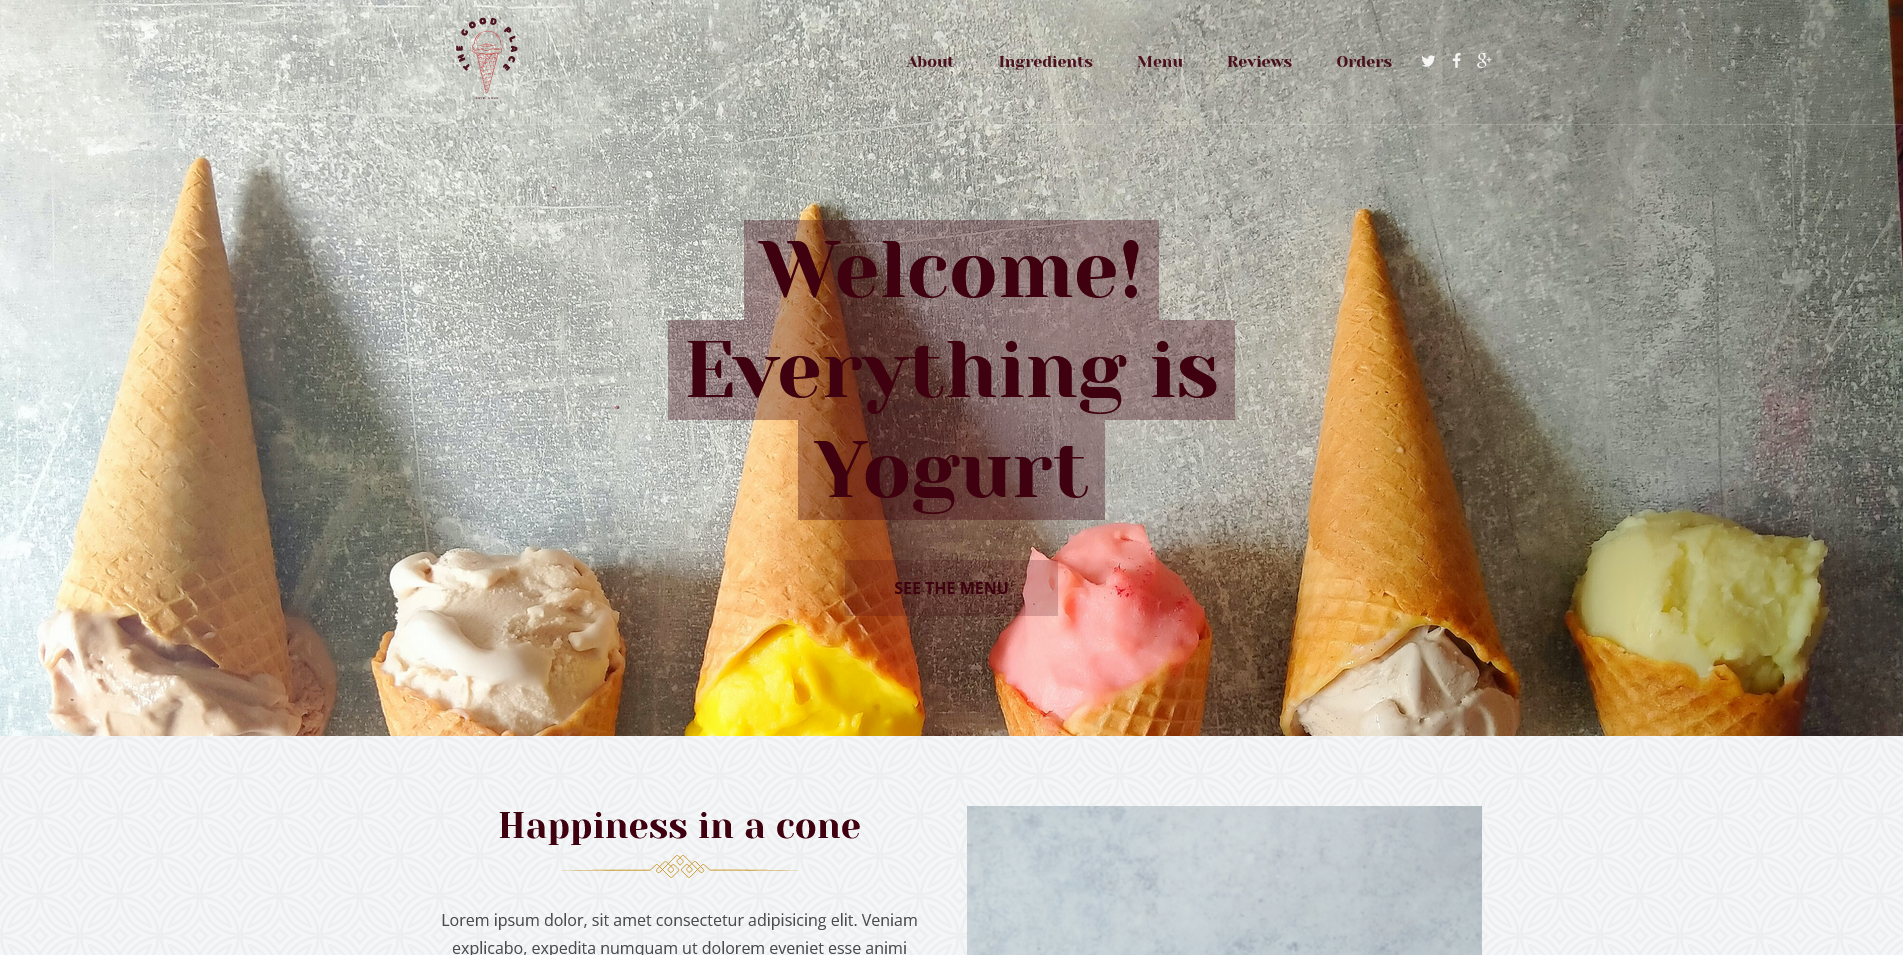 THE GOOD PLACE
About
Ingredients
Menu
Reviews
Orders
Welcome!
Everything is
Yogurt
SEE THE MENU
Happiness in a cone
Lorem ipsum dolor, sit amet consectetur adipisicing elit. Veniam
explicabo, expedita numquam ut dolorem eveniet esse animi